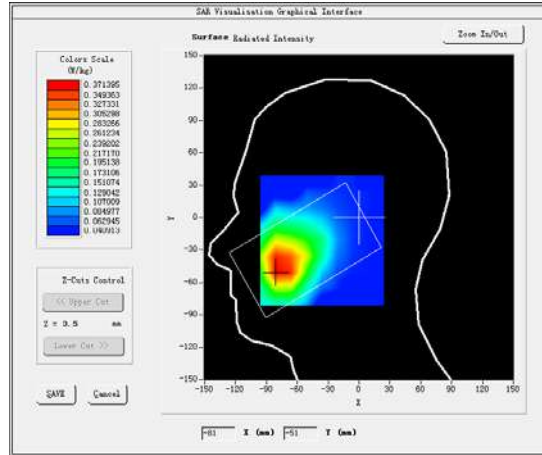 SAR Visualisation Graphical Interface
Surface Radiated Intensity
Zoom In/Out
Colors Scale
(W/kg)
0.371395
0.349363
0.327331
0.305298
0.283266
0.261234
0.239202
0.217170
0.195138
0.173106
0.151074
0.129042
0.107009
0.084977
0.062945
0.040913
150
120
90
60
30
0
-30
-60
-90
-120
-150
Y
-150 -120 -90 -60 -30 0 30 60 90 120 150
X
Z-Cuts Control
<< Upper Cut
Z = 3.5 mm
Lower Cut >>
SAVE Cancel
-81 X (mm) -51 Y (mm)